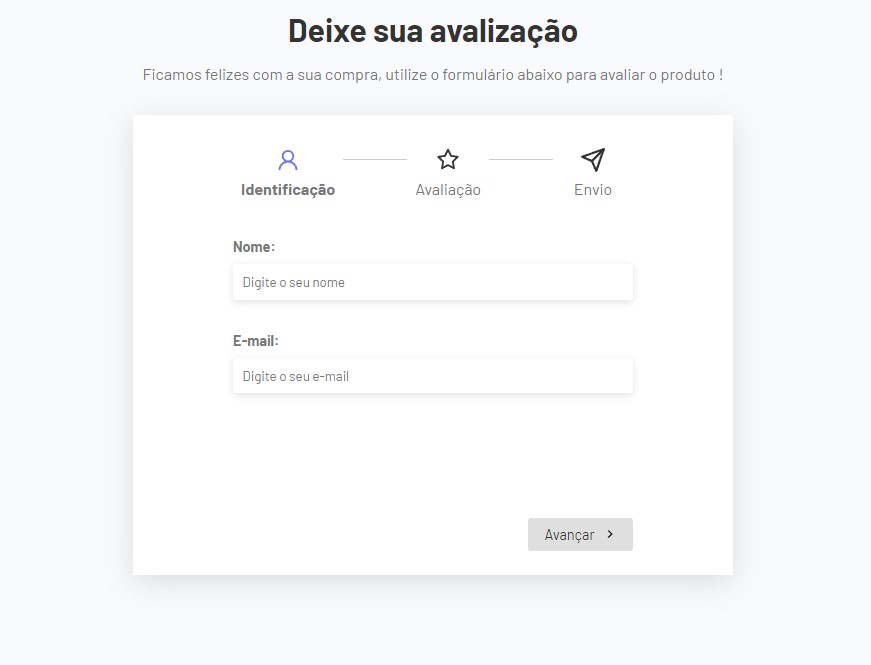 Deixe sua avalização
Ficamos felizes com a sua compra, utilize o formulário abaixo para avaliar o produto !
Identificação Avaliação Envio
Nome:
Digite o seu nome
E-mail:
Digite o seu e-mail
Avançar